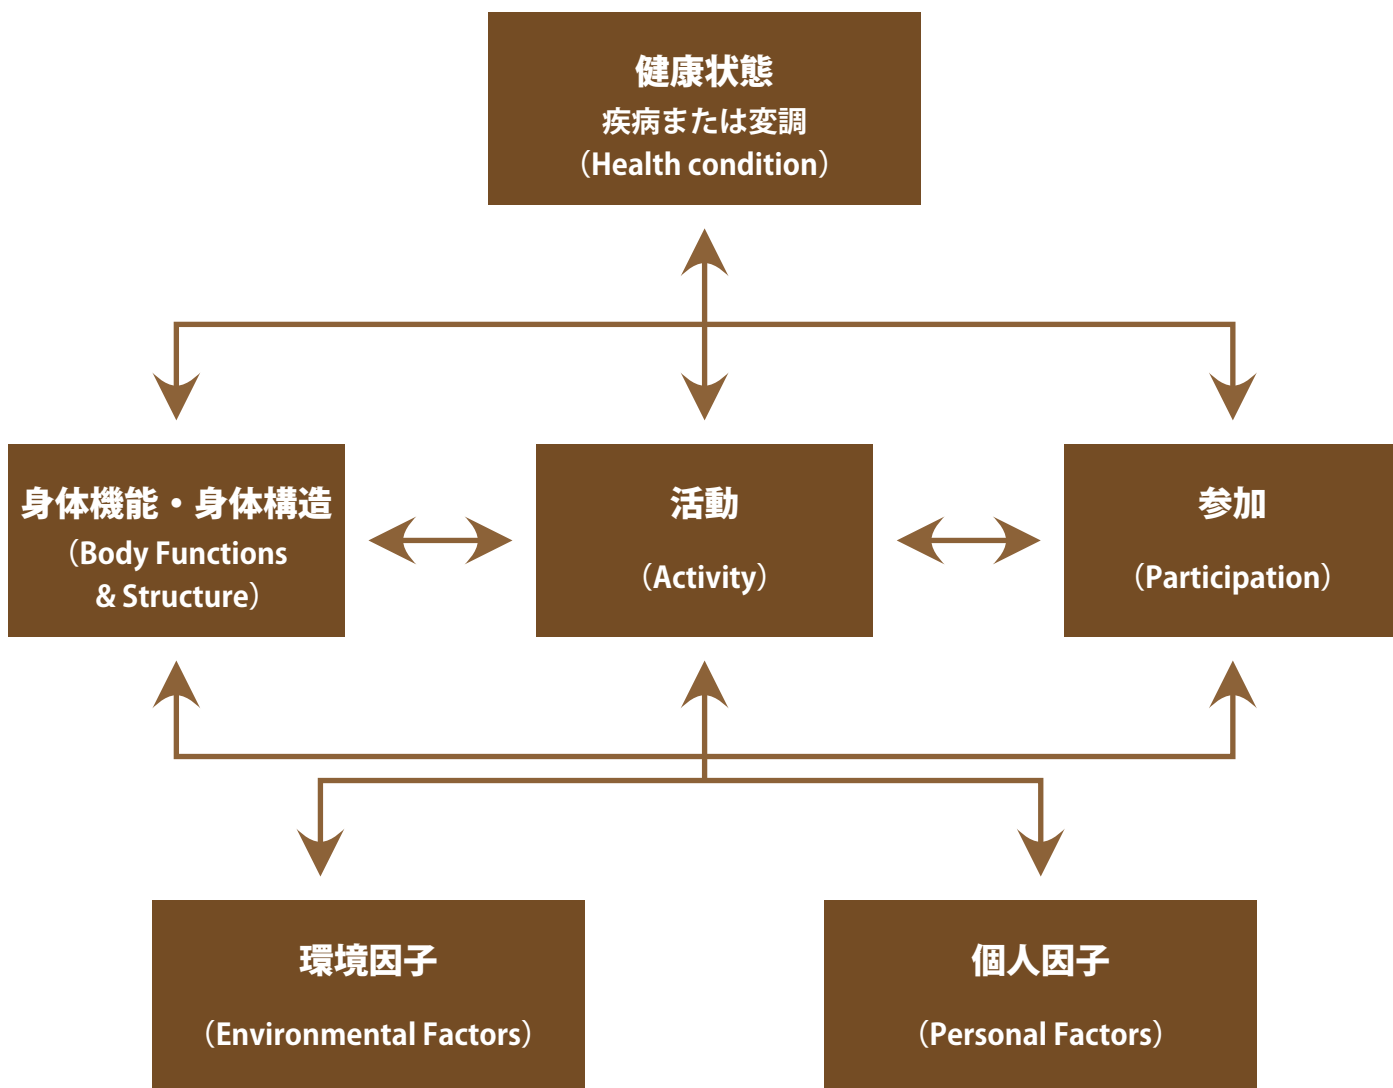 健康状態
疾病または変調
（Health condition）
身体機能・身体構造
（Body Functions
& Structure）
活動
（Activity）
参加
（Participation）
環境因子
（Environmental Factors）
個人因子
（Personal Factors）